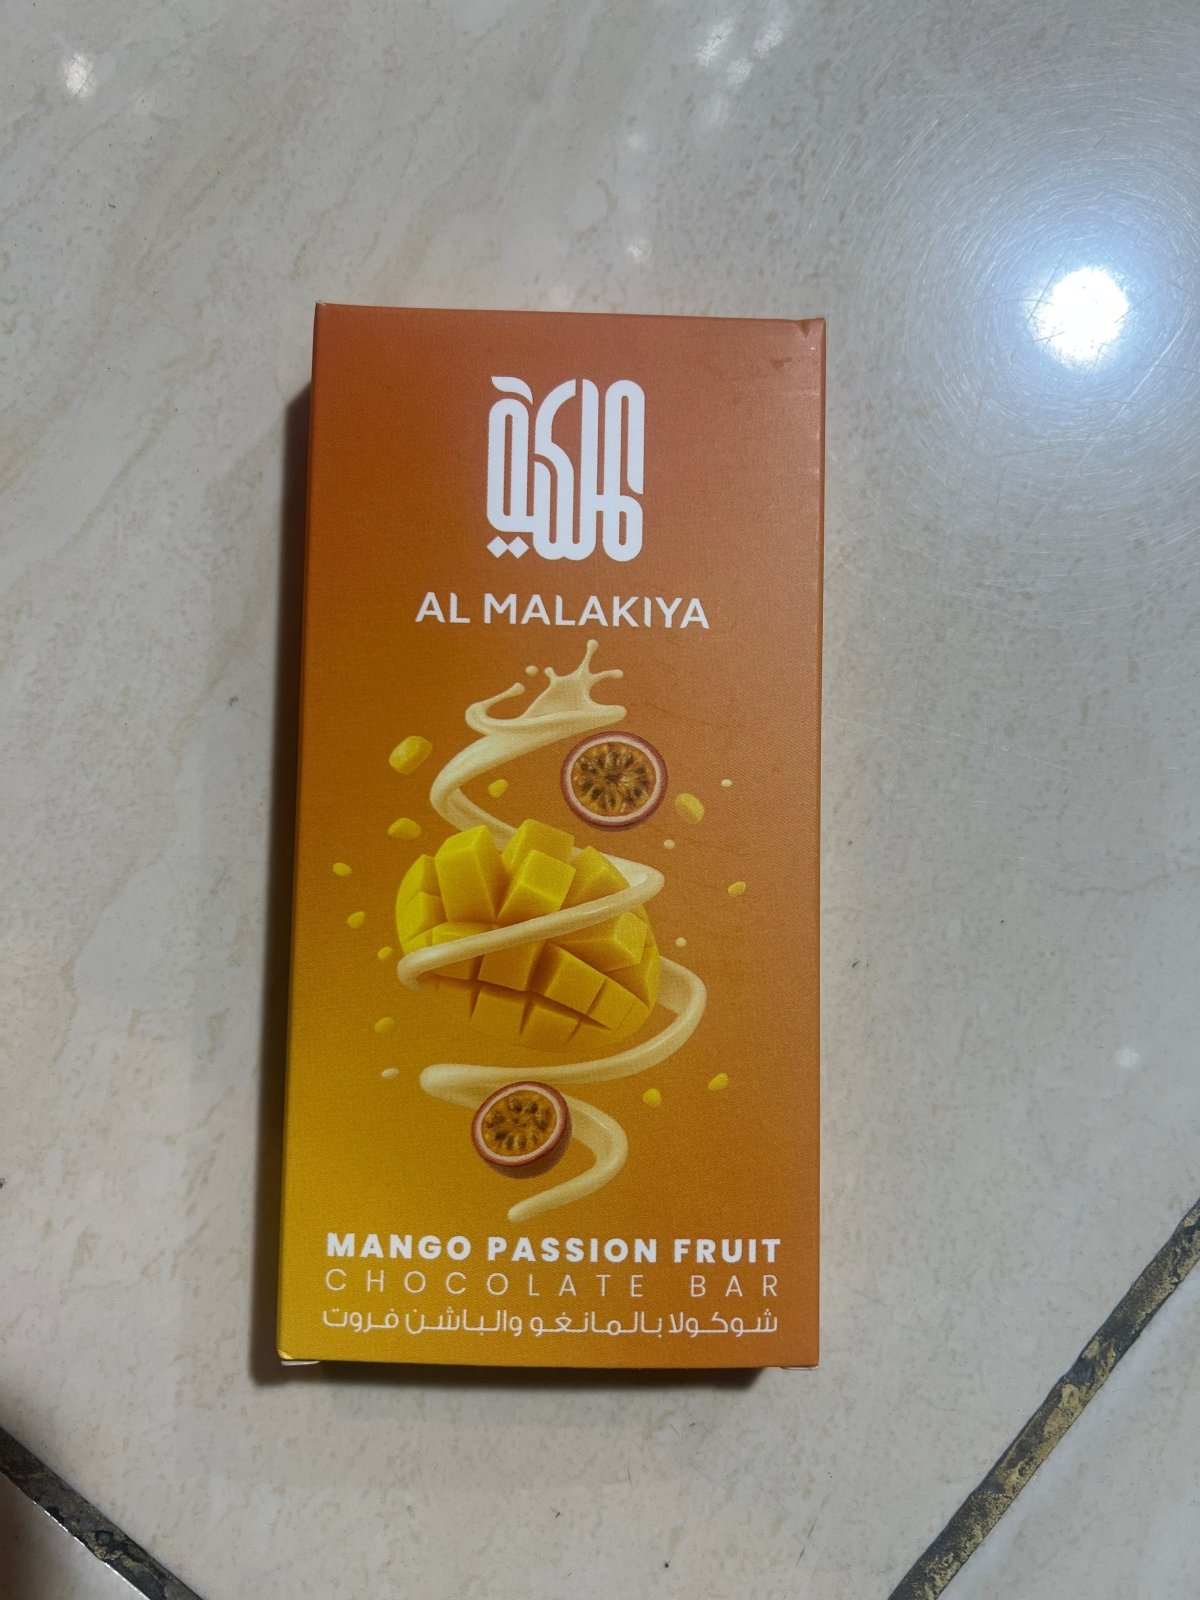 ملكية
AL MALAKIYA
MANGO PASSION FRUIT
CHOCOLATE BAR
شوكولا بالمانغو والباشن فروت